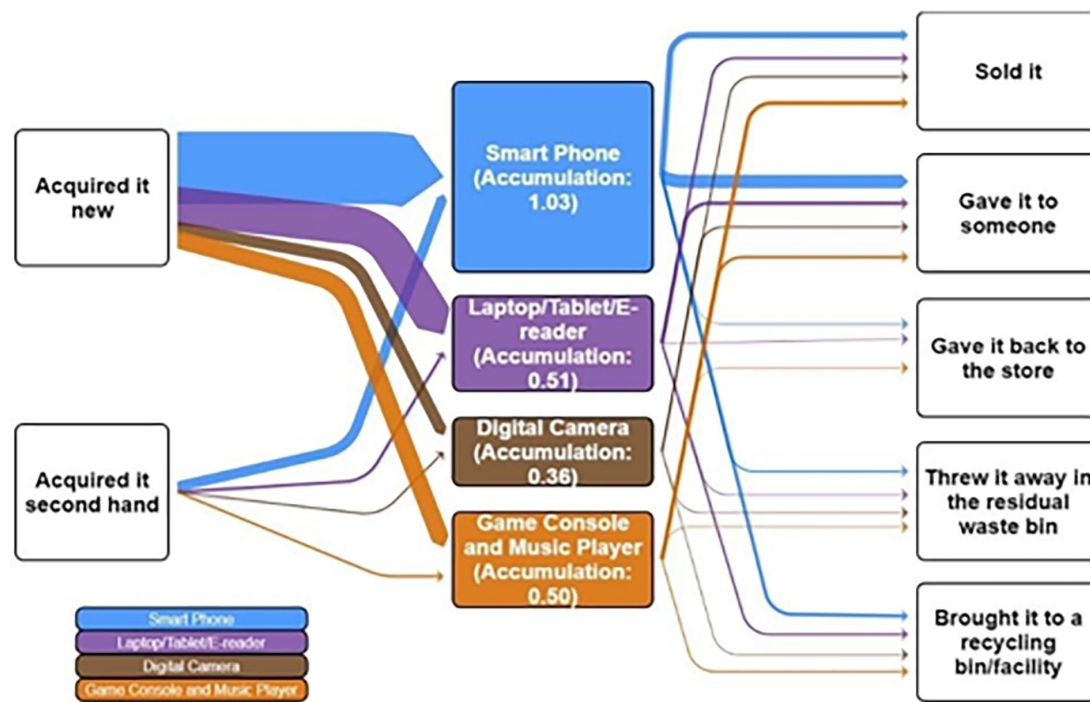 Acquired it
new
Acquired it
second hand
Smart Phone
(Accumulation:
1.03)
Laptop/Tablet/E-
reader
(Accumulation:
0.51)
Digital Camera
(Accumulation:
0.36)
Game Console
and Music Player
(Accumulation:
0.50)
Sold it
Gave it to
someone
Gave it back to
the store
Threw it away in
the residual
waste bin
Brought it to a
recycling
bin/facility
Smart Phone
Laptop/Tablet/E-reader
Digital Camera
Game Console and Music Player